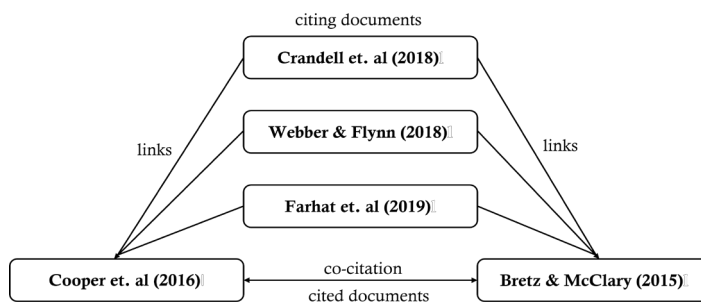 citing documents
Crandell et. al (2018)
Webber & Flynn (2018)
links
links
Farhat et. al (2019)
Cooper et. al (2016)
co-citation
cited documents
Bretz & McClary (2015)